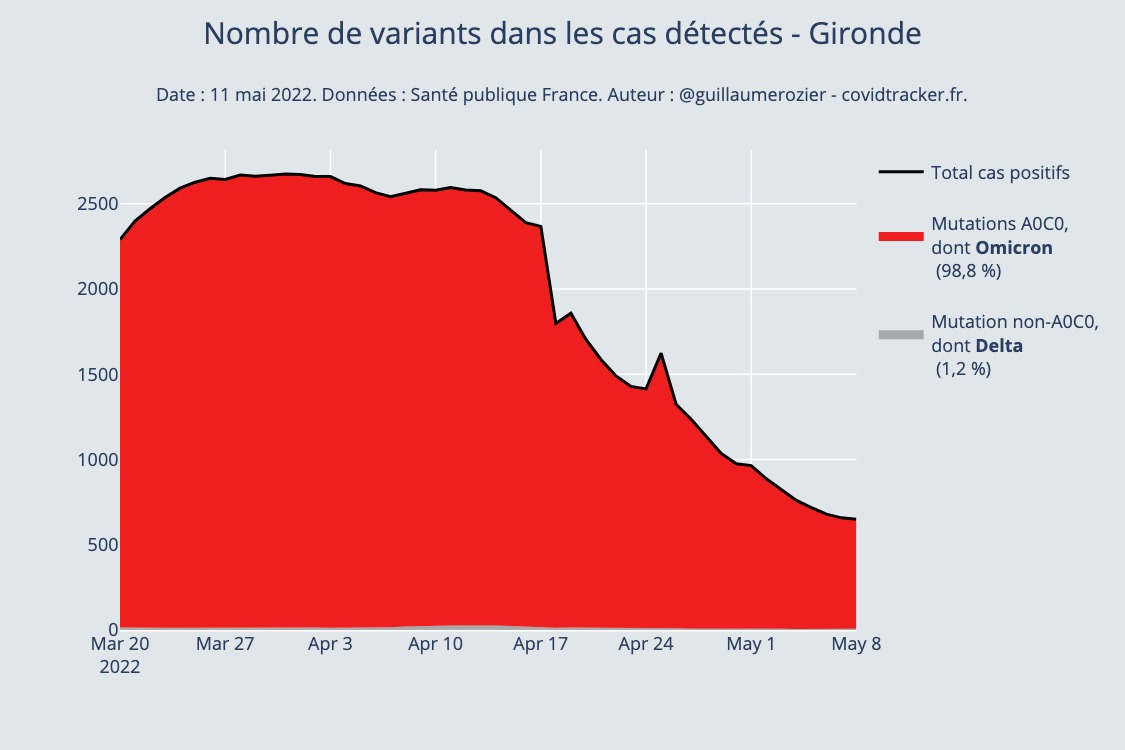 Nombre de variants dans les cas détectés - Gironde
Date : 11 mai 2022. Données : Santé publique France. Auteur : @guillaumerozier - covidtracker.fr.
Total cas positifs
Mutations A0C0,
dont Omicron
(98,8 %)
Mutation non-A0C0,
dont Delta
(1,2 %)
2500
2000
1500
1000
500
0
Mar 20 Mar 27 Apr 3 Apr 10 Apr 17 Apr 24 May 1 May 8
2022